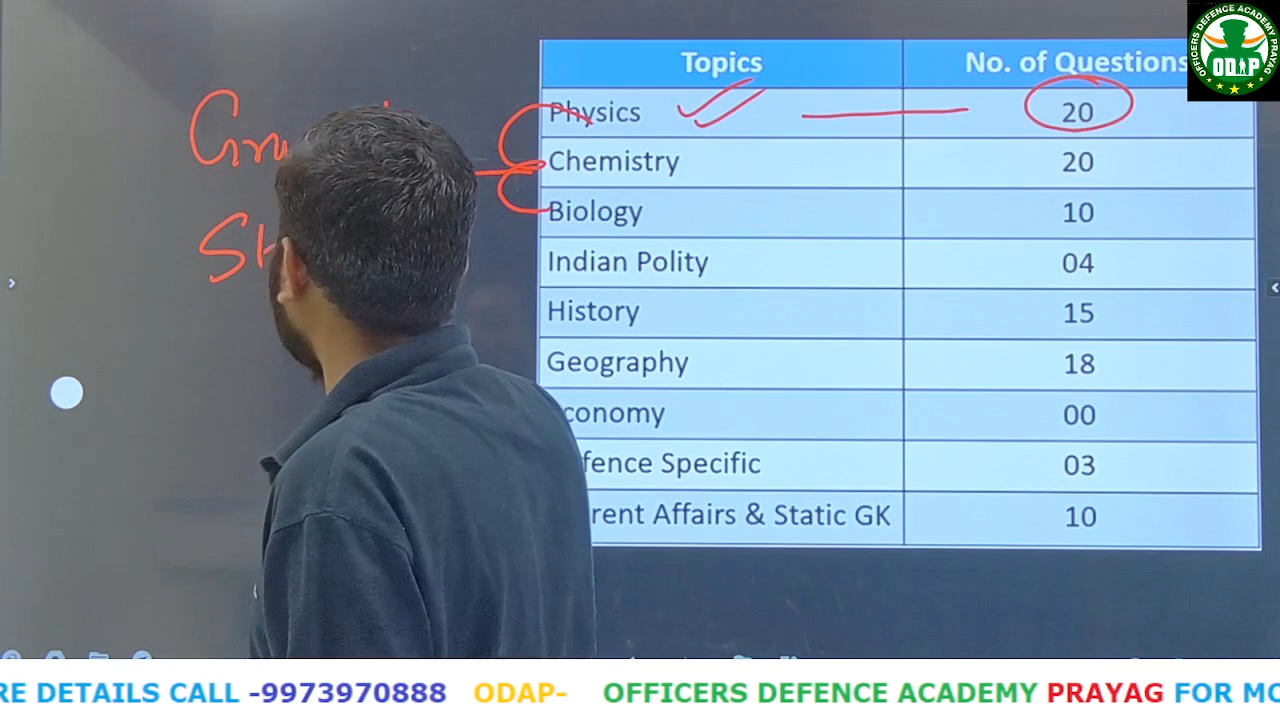 Topics No. of Questions
Physics 20
Chemistry 20
Biology 10
Indian Polity 04
History 15
Geography 18
conomy 00
fence Specific 03
rent Affairs & Static GK 10
OFFICERS DEFENCE ACADEMY PRAYAG
ODAP
RE DETAILS CALL -9973970888 ODAP- OFFICERS DEFENCE ACADEMY PRAYAG FOR MO